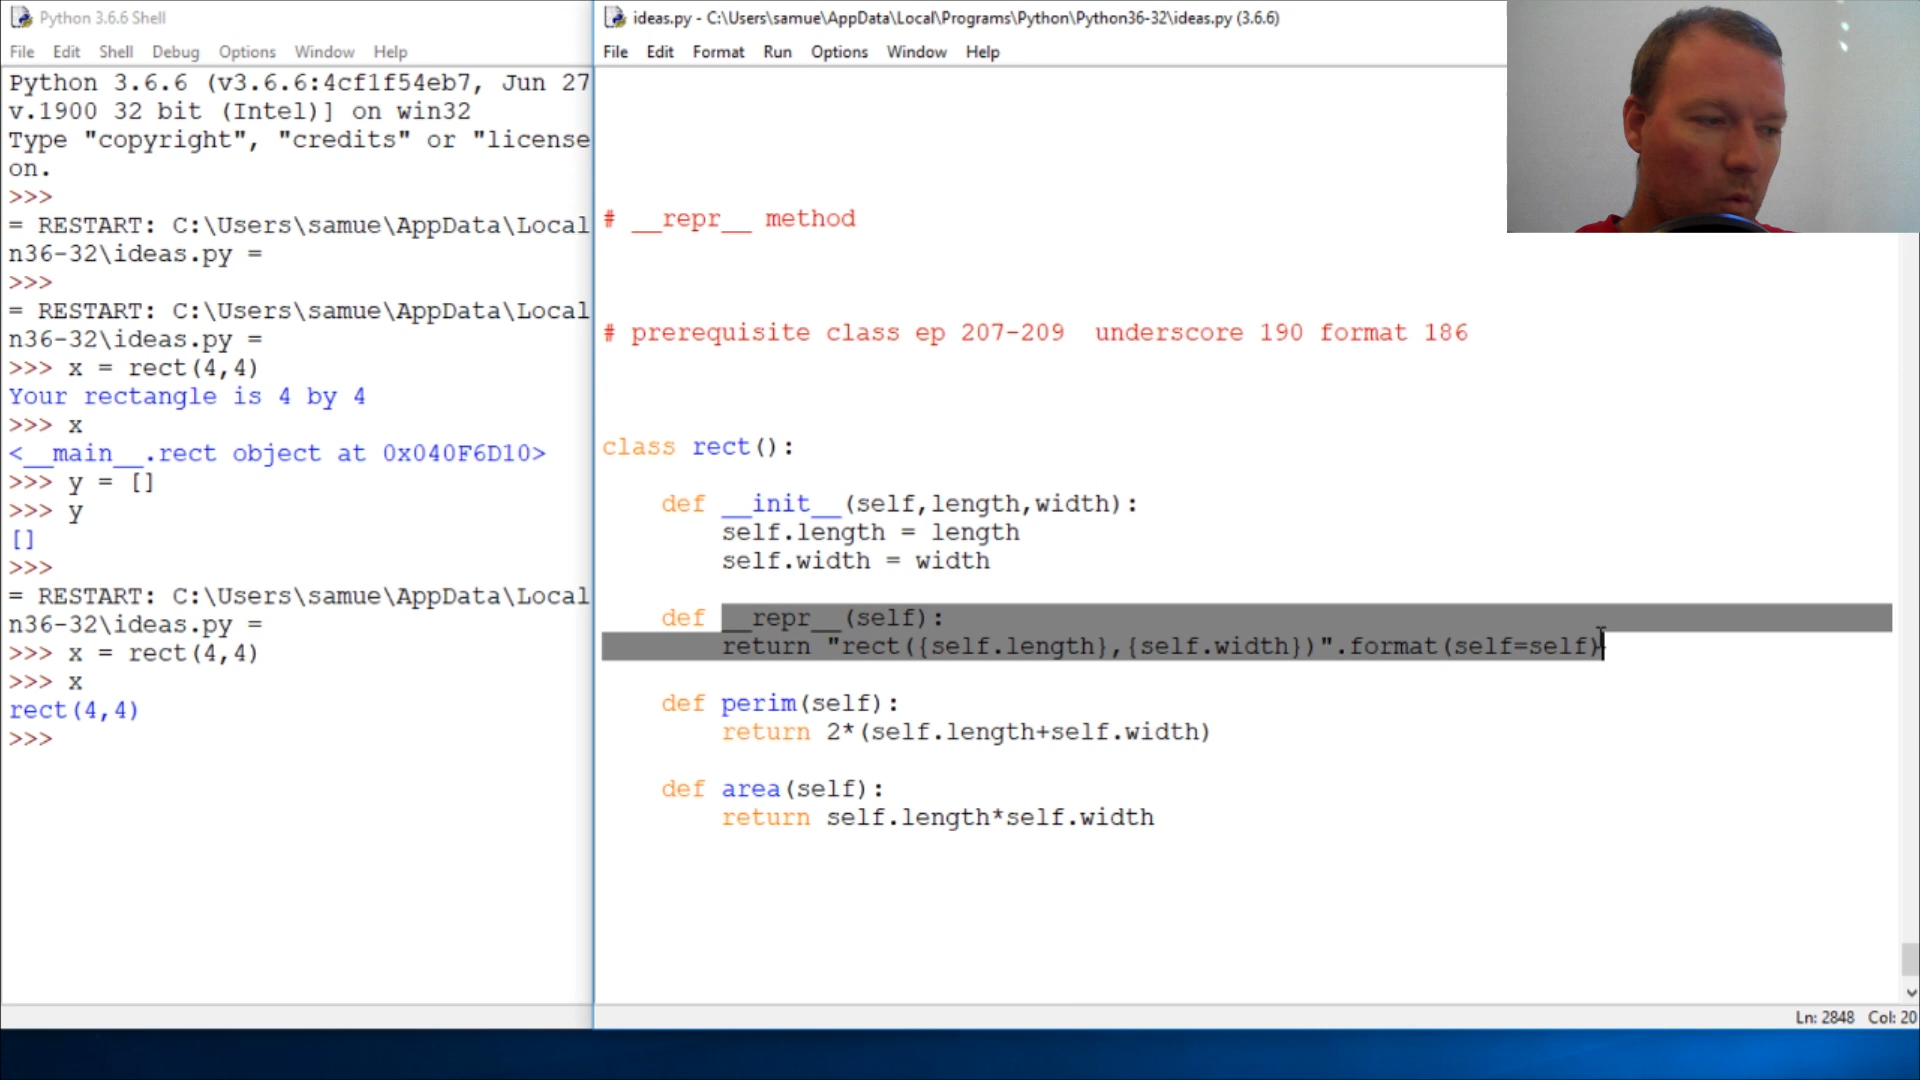 Python 3.6.6 Shell
File Edit Shell Debug Options Window Help
Python 3.6.6 (v3.6.6:4cf1f54eb7, Jun 27
v.1900 32 bit (Intel)] on win32
Type "copyright", "credits" or "license
on.
>>>
= RESTART: C:\Users\samue\AppData\Local
n36-32\ideas.py =
>>>
= RESTART: C:\Users\samue\AppData\Local
n36-32\ideas.py =
>>> x = rect(4,4)
Your rectangle is 4 by 4
>>> x
<__main__.rect object at 0x040F6D10>
>>> y = []
>>> y
[]
>>>
= RESTART: C:\Users\samue\AppData\Local
n36-32\ideas.py =
>>> x = rect(4,4)
>>> x
rect(4,4)
>>>
ideas.py - C:\Users\samue\AppData\Local\Programs\Python\Python36-32\ideas.py (3.6.6)
File Edit Format Run Options Window Help
# __repr__ method
# prerequisite class ep 207-209  underscore 190 format 186
class rect():
def __init__(self,length,width):
self.length = length
self.width = width
def __repr__(self):
return "rect({self.length},{self.width})".format(self=self)
def perim(self):
return 2*(self.length+self.width)
def area(self):
return self.length*self.width
Ln: 2848 Col: 20